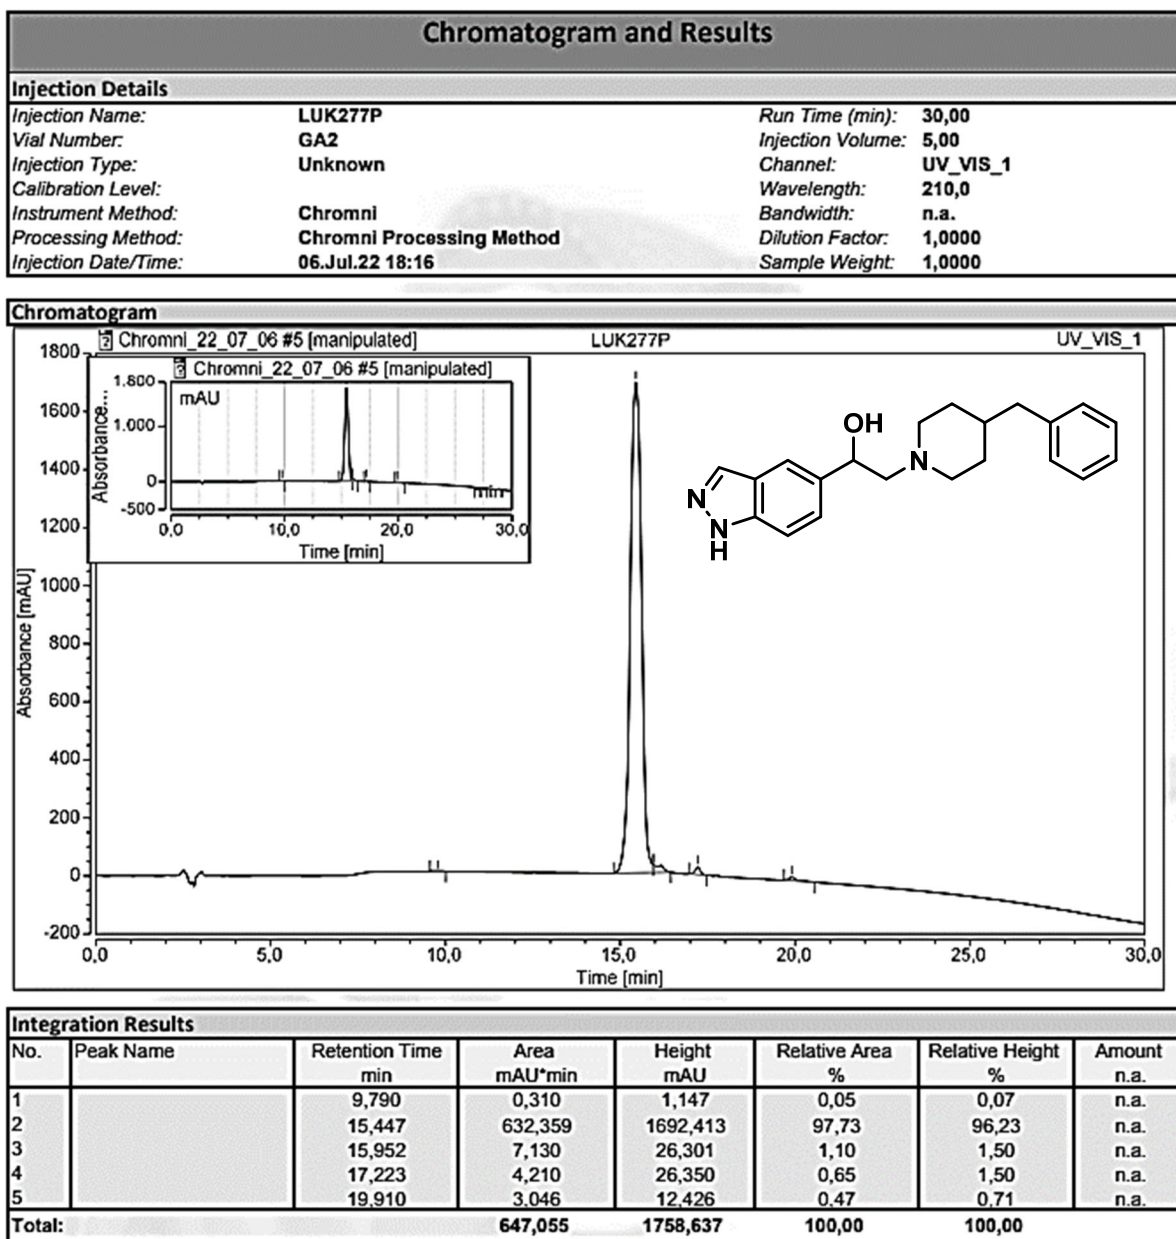 Chromatogram and Results
Injection Details
Injection Name: LUK277P Run Time (min): 30,00
Vial Number: GA2 Injection Volume: 5,00
Injection Type: Unknown Channel: UV_VIS_1
Calibration Level: Wavelength: 210,0
Instrument Method: Chromni Bandwidth: n.a.
Processing Method: Chromni Processing Method Dilution Factor: 1,0000
Injection Date/Time: 06.Jul.22 18:16 Sample Weight: 1,0000
Chromatogram
Chromni_22_07_06 #5 [manipulated] LUK277P UV_VIS_1
1800
Chromni_22_07_06 #5 [manipulated]
1.800
mAU
1.000
0
-500
Absorbance...
0,0 10,0 20,0 30,0
Time [min]
1600
1400
1200
1000
800
600
400
200
0
-200
Absorbance [mAU]
OH
N
N
N
H
0,0 5,0 10,0 15,0 20,0 25,0 30,0
Time [min]
Integration Results
No. Peak Name Retention Time Area Height Relative Area Relative Height Amount
min mAU*min mAU % % n.a.
1 9,790 0,310 1,147 0,05 0,07 n.a.
2 15,447 632,359 1692,413 97,73 96,23 n.a.
3 15,952 7,130 26,301 1,10 1,50 n.a.
4 17,223 4,210 26,350 0,65 1,50 n.a.
5 19,910 3,046 12,426 0,47 0,71 n.a.
Total: 647,055 1758,637 100,00 100,00